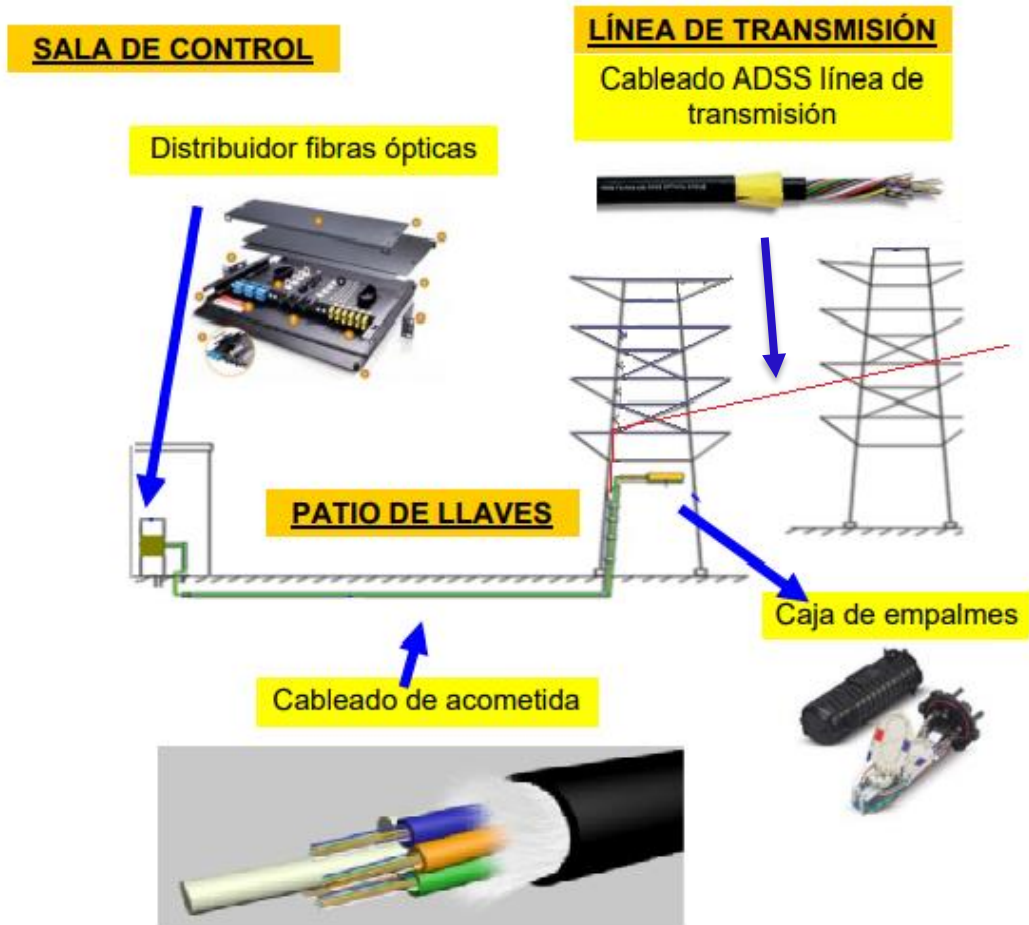 SALA DE CONTROL
LÍNEA DE TRANSMISIÓN
Cableado ADSS línea de
transmisión
Distribuidor fibras ópticas
PATIO DE LLAVES
Caja de empalmes
Cableado de acometida